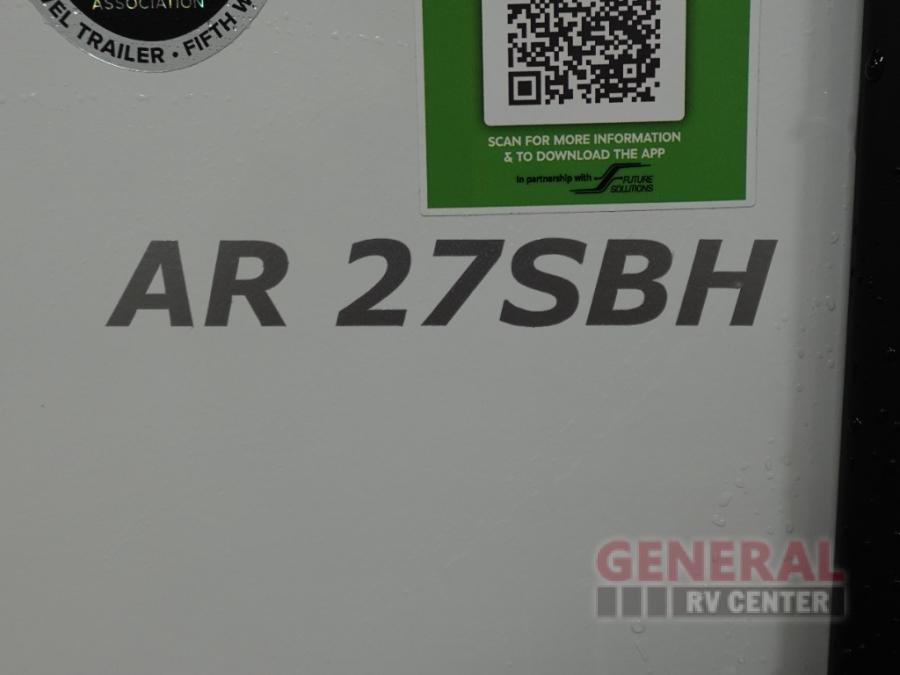 ASSOCIATION
TRAILER • FIFTH
SCAN FOR MORE INFORMATION
& TO DOWNLOAD THE APP
In partnership with
FUTURE
SOLUTIONS
AR 27SBH
GENERAL
RV CENTER